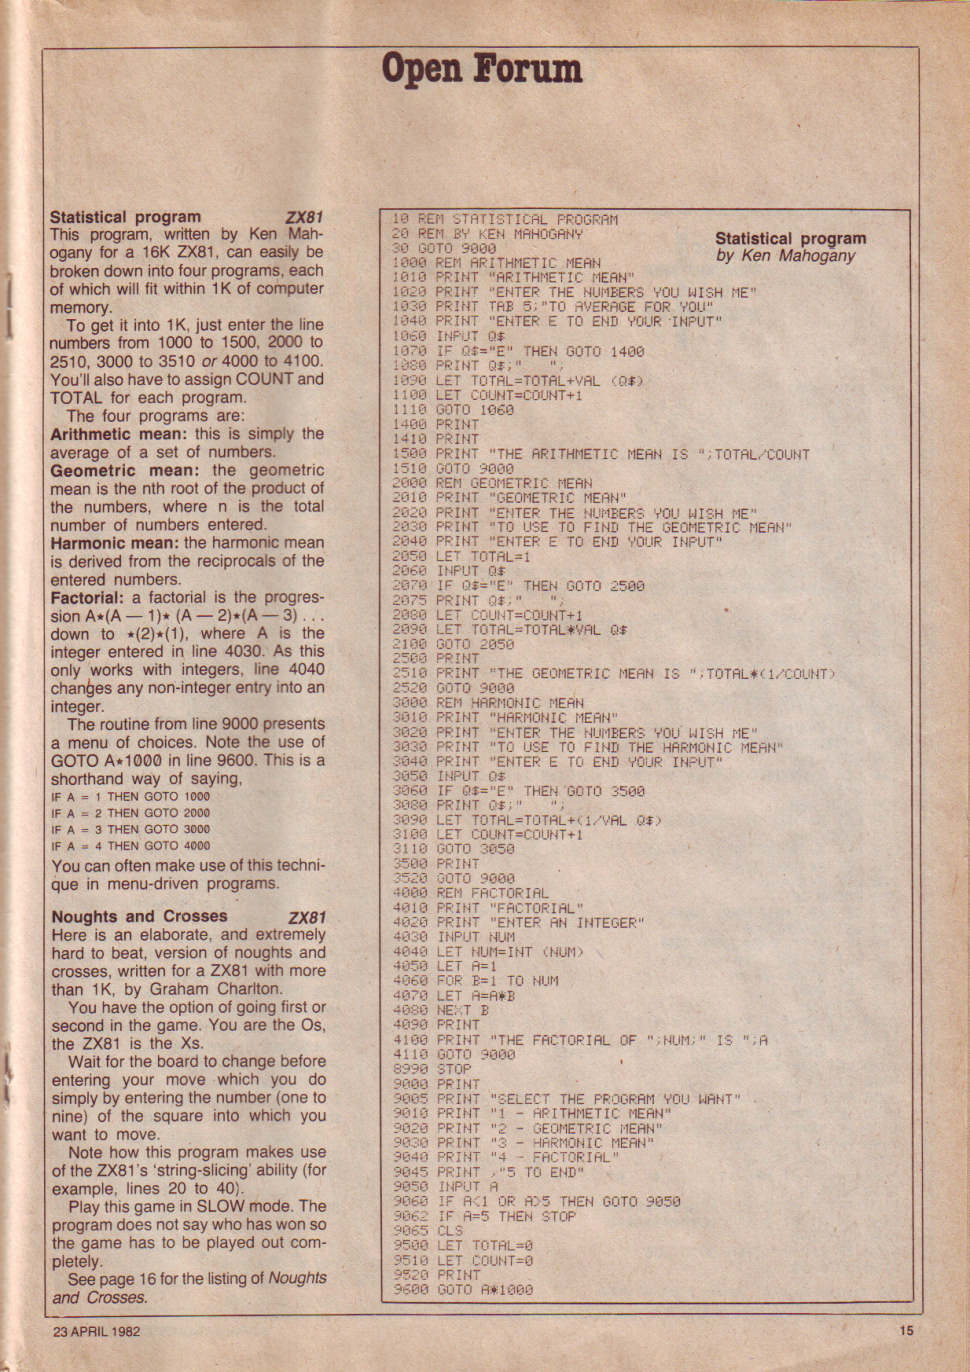 Open Forum
Statistical program ZX81
This program, written by Ken Mah-
ogany for a 16K ZX81, can easily be
broken down into four programs, each
of which will fit within 1K of computer
memory.
To get it into 1K, just enter the line
numbers from 1000 to 1500, 2000 to
2510, 3000 to 3510 or 4000 to 4100.
You'll also have to assign COUNT and
TOTAL for each program.
The four programs are:
Arithmetic mean: this is simply the
average of a set of numbers.
Geometric mean: the geometric
mean is the nth root of the product of
the numbers, where n is the total
number of numbers entered.
Harmonic mean: the harmonic mean
is derived from the reciprocals of the
entered numbers.
Factorial: a factorial is the progres-
sion A*(A — 1)* (A — 2)*(A — 3) . . .
down to *(2)*(1), where A is the
integer entered in line 4030. As this
only works with integers, line 4040
changes any non-integer entry into an
integer.
The routine from line 9000 presents
a menu of choices. Note the use of
GOTO A*1000 in line 9600. This is a
shorthand way of saying,
IF A = 1 THEN GOTO 1000
IF A = 2 THEN GOTO 2000
IF A = 3 THEN GOTO 3000
IF A = 4 THEN GOTO 4000
You can often make use of this techni-
que in menu-driven programs.
Noughts and Crosses ZX81
Here is an elaborate, and extremely
hard to beat, version of noughts and
crosses, written for a ZX81 with more
than 1K, by Graham Charlton.
You have the option of going first or
second in the game. You are the Os,
the ZX81 is the Xs.
Wait for the board to change before
entering your move which you do
simply by entering the number (one to
nine) of the square into which you
want to move.
Note how this program makes use
of the ZX81's 'string-slicing' ability (for
example, lines 20 to 40).
Play this game in SLOW mode. The
program does not say who has won so
the game has to be played out com-
pletely.
See page 16 for the listing of Noughts
and Crosses.
Statistical program
by Ken Mahogany
10 REM STATISTICAL PROGRAM
20 REM BY KEN MAHOGANY
30 GOTO 9000
1000 REM ARITHMETIC MEAN
1010 PRINT "ARITHMETIC MEAN"
1020 PRINT "ENTER THE NUMBERS YOU WISH ME"
1030 PRINT TAB 5;"TO AVERAGE FOR YOU"
1040 PRINT "ENTER E TO END YOUR INPUT"
1060 INPUT Q$
1070 IF Q$="E" THEN GOTO 1400
1080 PRINT Q$;"   ";
1090 LET TOTAL=TOTAL+VAL (Q$)
1100 LET COUNT=COUNT+1
1110 GOTO 1060
1400 PRINT
1410 PRINT
1500 PRINT "THE ARITHMETIC MEAN IS ";TOTAL/COUNT
1510 GOTO 9000
2000 REM GEOMETRIC MEAN
2010 PRINT "GEOMETRIC MEAN"
2020 PRINT "ENTER THE NUMBERS YOU WISH ME"
2030 PRINT "TO USE TO FIND THE GEOMETRIC MEAN"
2040 PRINT "ENTER E TO END YOUR INPUT"
2050 LET TOTAL=1
2060 INPUT Q$
2070 IF Q$="E" THEN GOTO 2500
2075 PRINT Q$;"   ";
2080 LET COUNT=COUNT+1
2090 LET TOTAL=TOTAL*VAL Q$
2100 GOTO 2050
2500 PRINT
2510 PRINT "THE GEOMETRIC MEAN IS ";TOTAL*(1/COUNT)
2520 GOTO 9000
3000 REM HARMONIC MEAN
3010 PRINT "HARMONIC MEAN"
3020 PRINT "ENTER THE NUMBERS YOU WISH ME"
3030 PRINT "TO USE TO FIND THE HARMONIC MEAN"
3040 PRINT "ENTER E TO END YOUR INPUT"
3050 INPUT Q$
3060 IF Q$="E" THEN GOTO 3500
3080 PRINT Q$;"   ";
3090 LET TOTAL=TOTAL+(1/VAL Q$)
3100 LET COUNT=COUNT+1
3110 GOTO 3050
3500 PRINT
3520 GOTO 9000
4000 REM FACTORIAL
4010 PRINT "FACTORIAL"
4020 PRINT "ENTER AN INTEGER"
4030 INPUT NUM
4040 LET NUM=INT (NUM)
4050 LET A=1
4060 FOR B=1 TO NUM
4070 LET A=A*B
4080 NEXT B
4090 PRINT
4100 PRINT "THE FACTORIAL OF ";NUM;" IS ";A
4110 GOTO 9000
8990 STOP
9000 PRINT
9005 PRINT "SELECT THE PROGRAM YOU WANT"
9010 PRINT "1 - ARITHMETIC MEAN"
9020 PRINT "2 - GEOMETRIC MEAN"
9030 PRINT "3 - HARMONIC MEAN"
9040 PRINT "4 - FACTORIAL"
9045 PRINT ,"5 TO END"
9050 INPUT A
9060 IF A<1 OR A>5 THEN GOTO 9050
9062 IF A=5 THEN STOP
9065 CLS
9500 LET TOTAL=0
9510 LET COUNT=0
9520 PRINT
9600 GOTO A*1000
23 APRIL 1982
15